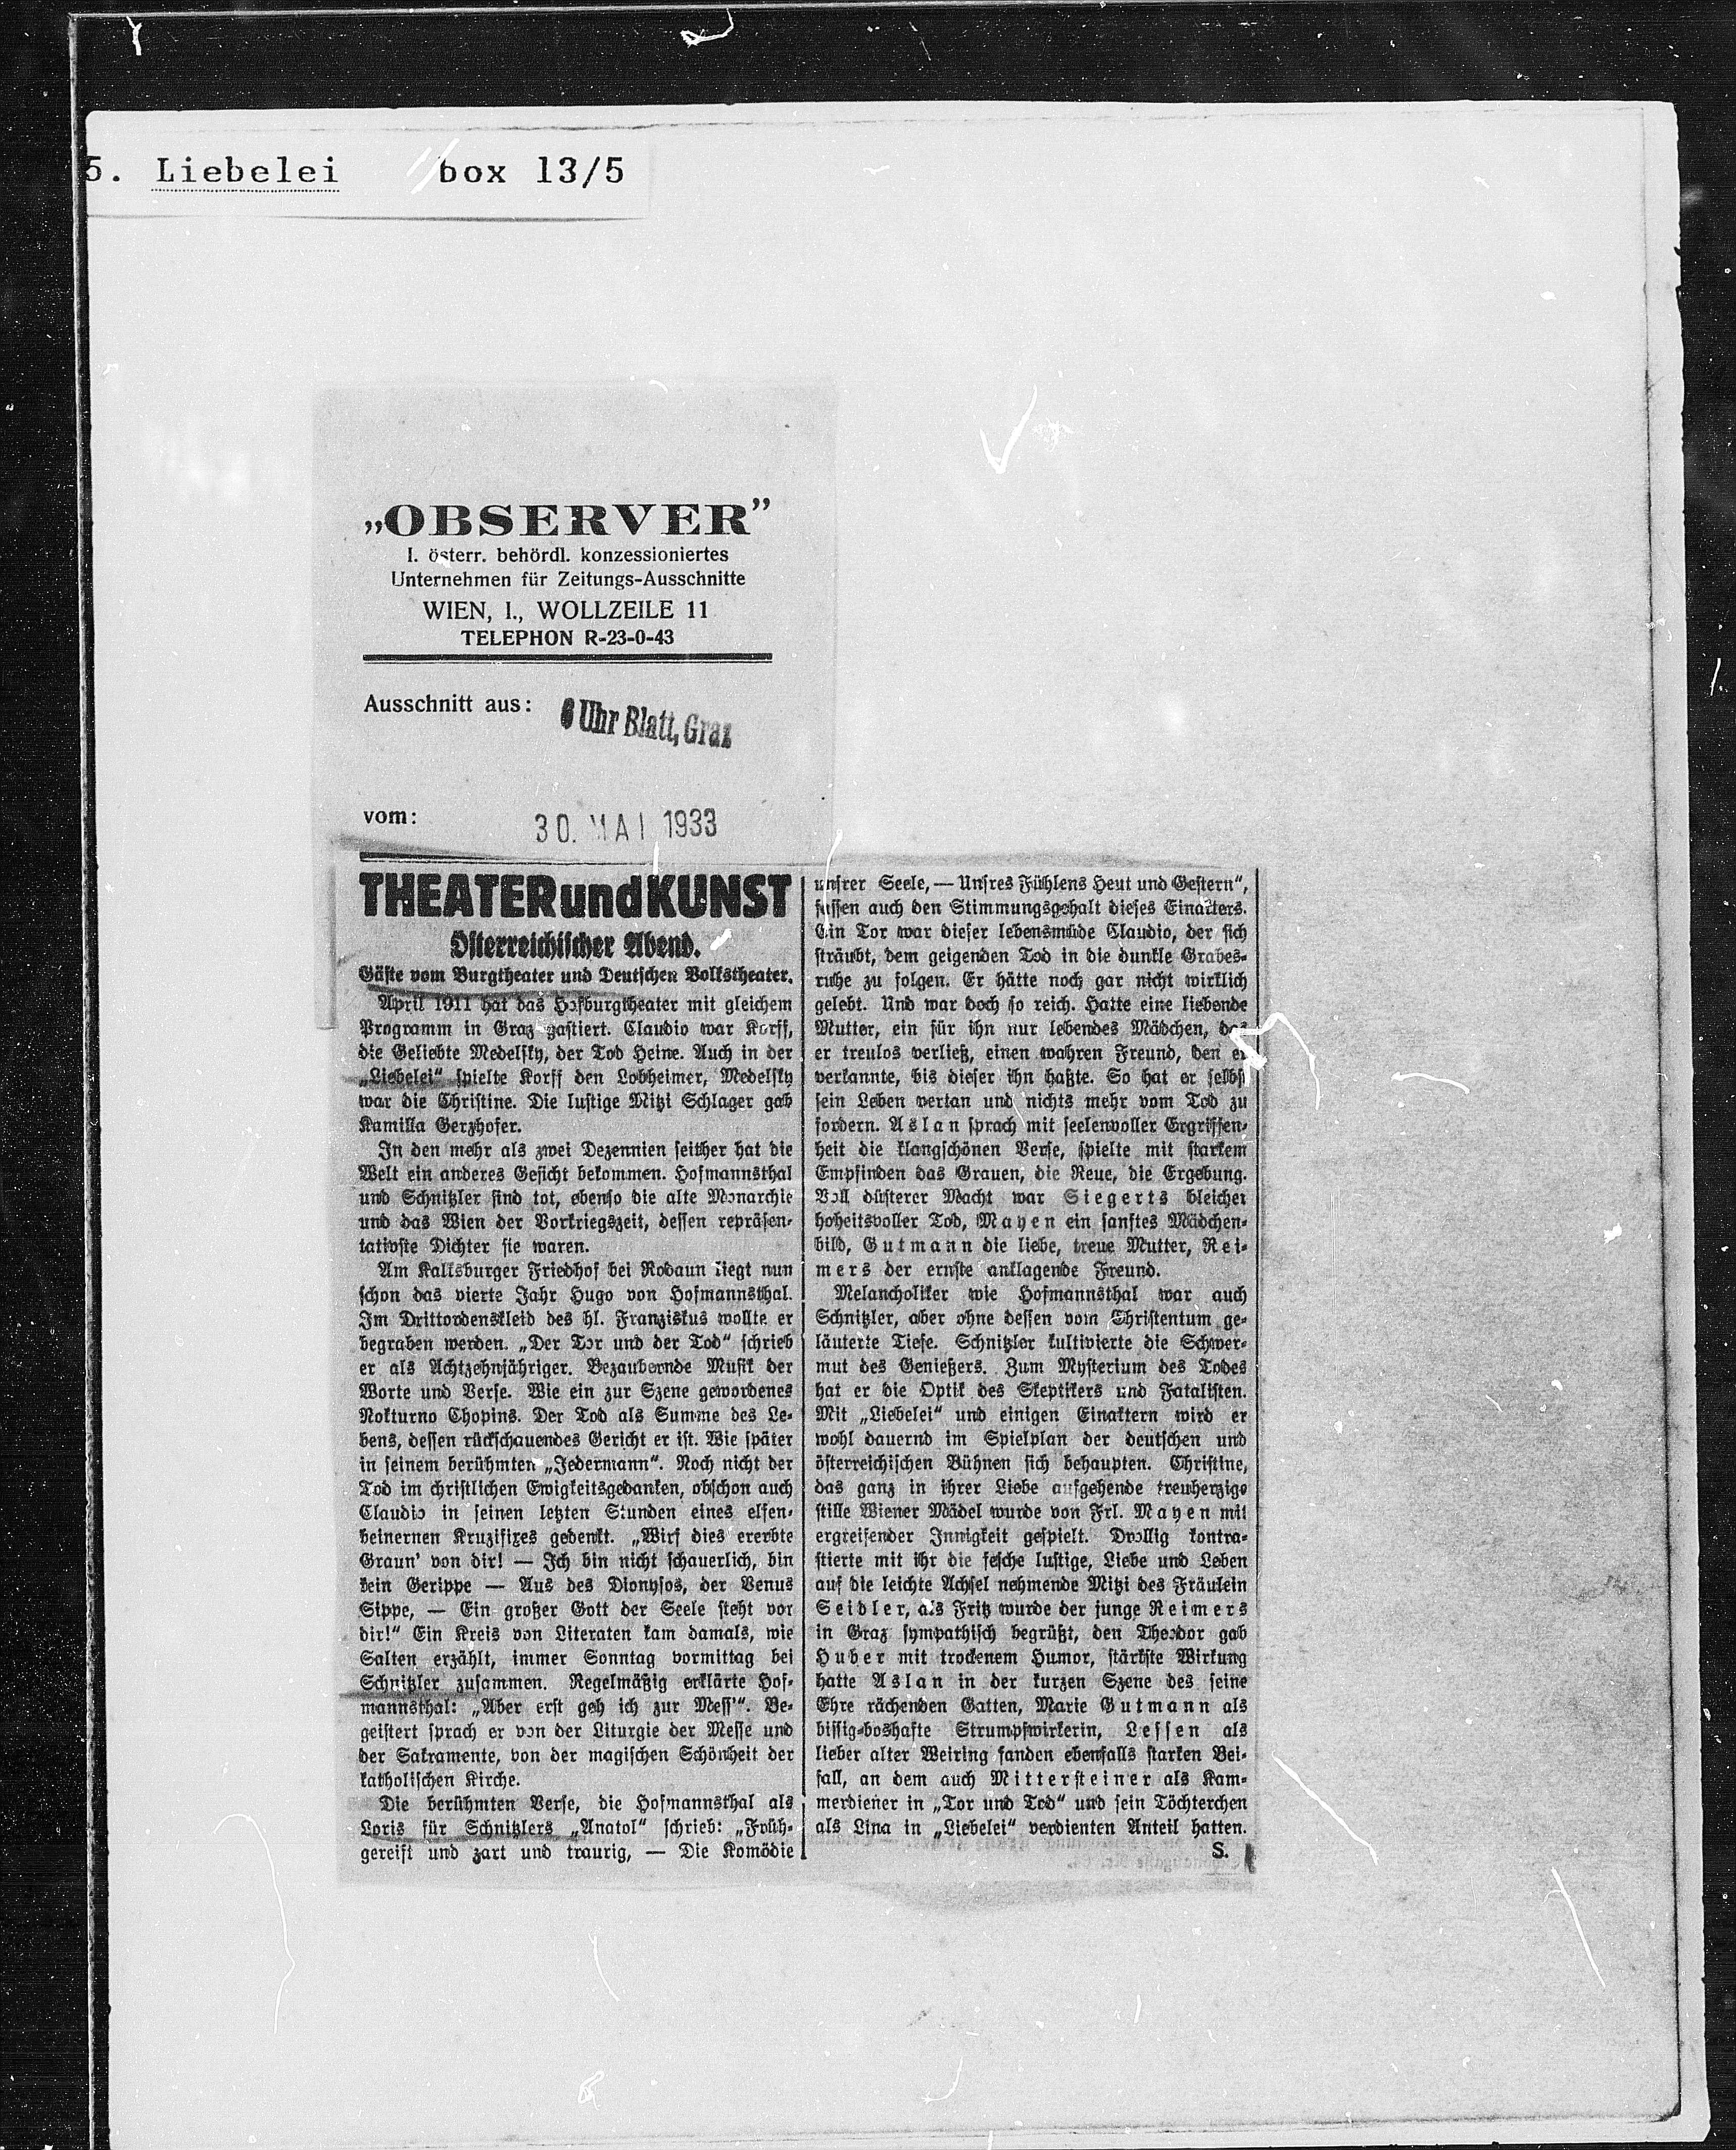 5. Liebelei box 13/5
„OBSERVER”
I. österr. behördl. konzessioniertes
Unternehmen für Zeitungs-Ausschnitte
WIEN, I., WOLLZEILE 11
TELEPHON R-23-0-43
Ausschnitt aus:
6 Uhr Blatt, Graz
vom:
30. MAI 1933
THEATER und KUNST
Österreichischer Abend.
Gäste vom Burgtheater und Deutschen Volkstheater.
April 1911 hat das Hofburgtheater mit gleichem
Programm in Graz gastiert. Claudio war Korff,
die Geliebte Medelsky, der Tod Heine. Auch in der
„Liebelei“ spielte Korff den Lobheimer, Medelsky
war die Christine. Die lustige Mitzi Schlager gab
Kamilla Gerzhofer.
In den mehr als zwei Dezennien seither hat die
Welt ein anderes Gesicht bekommen. Hofmannsthal
und Schnitzler sind tot, ebenso die alte Monarchie
und das Wien der Vorkriegszeit, dessen repräsen-
tativste Dichter sie waren.
Am Kalksburger Friedhof bei Rodaun liegt nun
schon das vierte Jahr Hugo von Hofmannsthal.
Im Drittordenskleid des hl. Franziskus wollte er
begraben werden. „Der Tor und der Tod“ schrieb
er als Achtzehnjähriger. Bezaubernde Musik der
Worte und Verse. Wie ein zur Szene gewordenes
Nokturno Chopins. Der Tod als Summe des Le-
bens, dessen rückschauendes Gericht er ist. Wie später
in seinem berühmten „Jedermann“. Noch nicht der
Tod im christlichen Ewigkeitsgedanken, obschon auch
Claudio in seinen letzten Stunden eines elfen-
beinernen Kruzifixes gedenkt. „Wirf dies ererbte
Graun' von dir! — Ich bin nicht schauerlich, bin
kein Gerippe — Aus des Dionysos, der Venus
Sippe, — Ein großer Gott der Seele steht vor
dir!“ Ein Kreis von Literaten kam damals, wie
Salten erzählt, immer Sonntag vormittag bei
Schnitzler zusammen. Regelmäßig erklärte Hof-
mannsthal: „Aber erst geh ich zur Mess'“. Be-
geistert sprach er von der Liturgie der Messe und
der Sakramente, von der magischen Schönheit der
katholischen Kirche.
Die berühmten Verse, die Hofmannsthal als
Loris für Schnitzlers „Anatol“ schrieb: „Früh-
gereift und zart und traurig, — Die Komödie
unsrer Seele, — Unsres Fühlens Heut und Gestern“,
fassen auch den Stimmungsgehalt dieses Einakters.
Ein Tor war dieser lebensmüde Claudio, der sich
sträubt, dem geigenden Tod in die dunkle Grabes-
ruhe zu folgen. Er hätte noch gar nicht wirklich
gelebt. Und war doch so reich. Hatte eine liebende
Mutter, ein für ihn nur lebendes Mädchen, das
er treulos verließ, einen wahren Freund, den er
verkannte, bis dieser ihn haßte. So hat er selbst
sein Leben vertan und nichts mehr vom Tod zu
fordern. Aslan sprach mit seelenvoller Ergriffen-
heit die klangschönen Verse, spielte mit starkem
Empfinden das Grauen, die Reue, die Ergebung.
Voll düsterer Macht war Siegerts bleicher
hoheitsvoller Tod, Mayen ein sanftes Mädchen-
bild, Gutmann die liebe, treue Mutter, Rei-
mers der ernste anklagende Freund.
Melancholiker wie Hofmannsthal war auch
Schnitzler, aber ohne dessen vom Christentum ge-
läuterte Tiefe. Schnitzler kultivierte die Schwer-
mut des Genießers. Zum Mysterium des Todes
hat er die Optik des Skeptikers und Fatalisten.
Mit „Liebelei“ und einigen Einaktern wird er
wohl dauernd im Spielplan der deutschen und
österreichischen Bühnen sich behaupten. Christine,
das ganz in ihrer Liebe aufgehende treuherzige
stille Wiener Mädel wurde von Frl. Mayen mit
ergreifender Innigkeit gespielt. Drollig kontra-
stierte mit ihr die fesche lustige, Liebe und Leben
auf die leichte Achsel nehmende Mitzi des Fräulein
Seidler, als Fritz wurde der junge Reimers
in Graz sympathisch begrüßt, den Theodor gab
Huber mit trockenem Humor, stärkste Wirkung
hatte Aslan in der kurzen Szene des seine
Ehre rächenden Gatten, Marie Gutmann als
bissig-boshafte Strumpfwirkerin, Lessen als
lieber alter Weiring fanden ebenfalls starken Bei-
fall, an dem auch Mittersteiner als Kam-
merdiener in „Tor und Tod“ und sein Töchterchen
als Lina in „Liebelei“ verdienten Anteil hatten.
S.